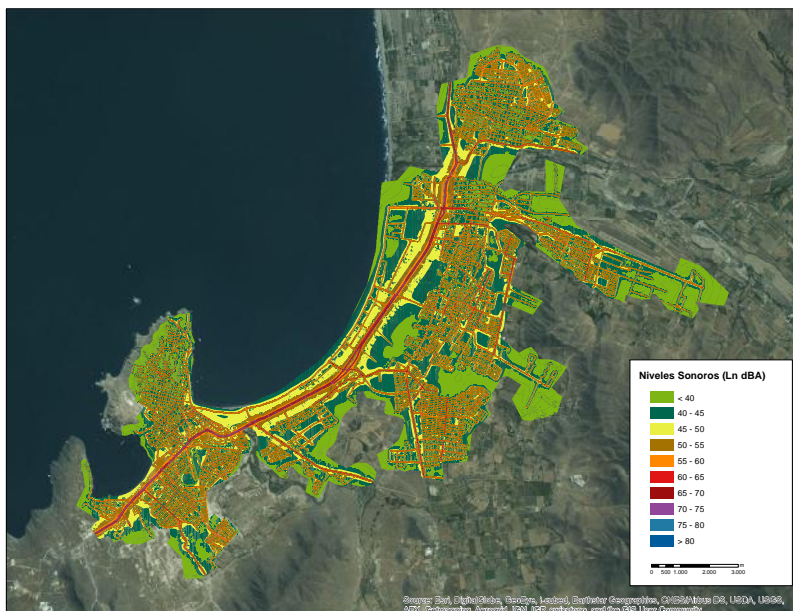 Niveles Sonoros (Ln dBA)
< 40
40 - 45
45 - 50
50 - 55
55 - 60
60 - 65
65 - 70
70 - 75
75 - 80
> 80
0 500 1.000 2.000 3.000
Source: Esri, DigitalGlobe, GeoEye, i-cubed, Earthstar Geographics, CNES/Airbus DS, USDA, USGS,
AEX, Getmapping, Aerogrid, IGN, IGP, swisstopo, and the GIS User Community